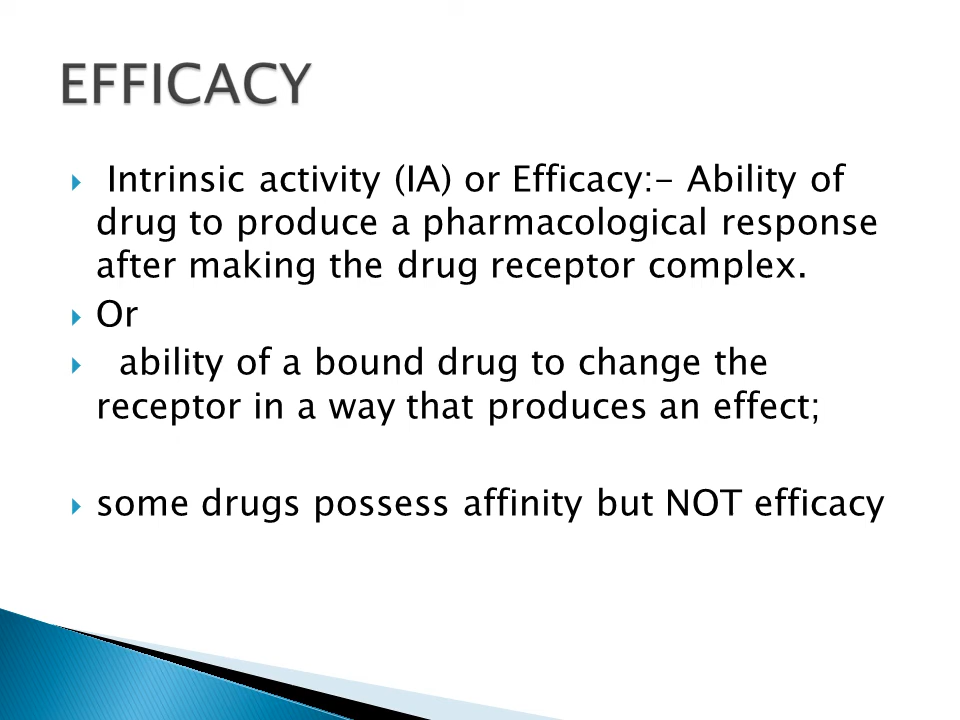 EFFICACY
Intrinsic activity (IA) or Efficacy:- Ability of
drug to produce a pharmacological response
after making the drug receptor complex.
Or
ability of a bound drug to change the
receptor in a way that produces an effect;
some drugs possess affinity but NOT efficacy